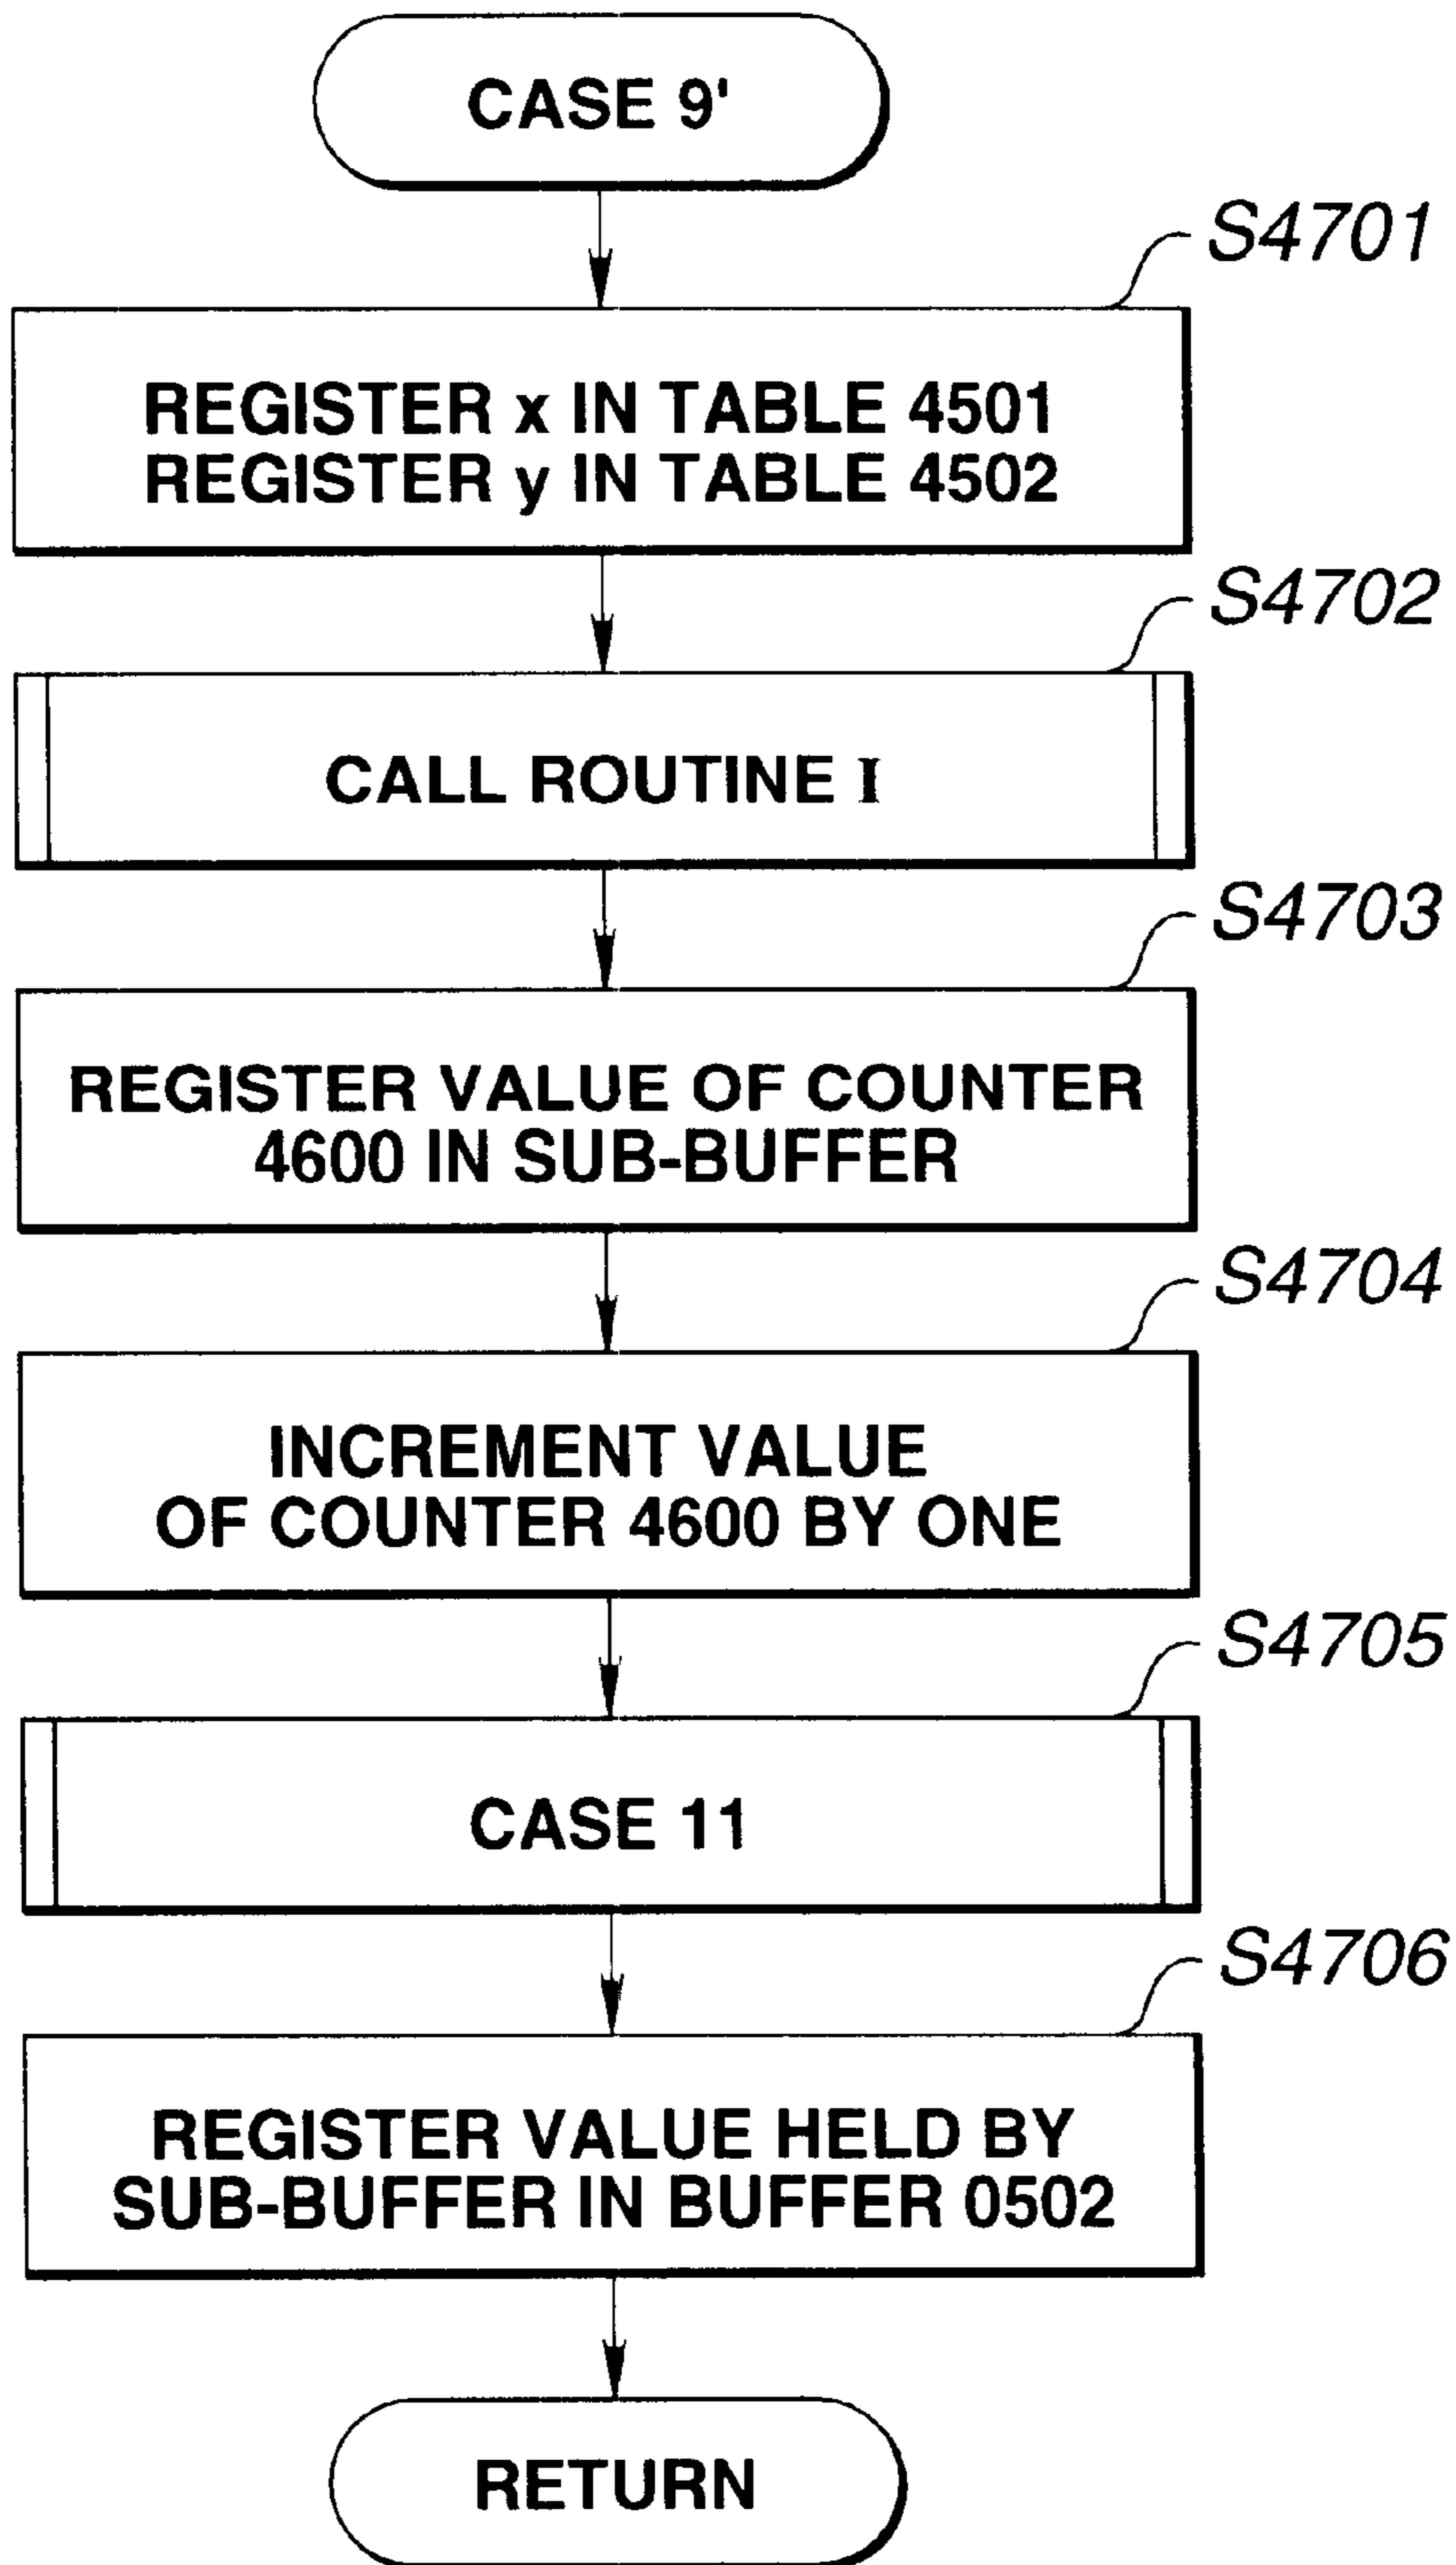 CASE 9'
S4701
REGISTER x IN TABLE 4501
REGISTER y IN TABLE 4502
S4702
CALL ROUTINE I
S4703
REGISTER VALUE OF COUNTER
4600 IN SUB-BUFFER
S4704
INCREMENT VALUE
OF COUNTER 4600 BY ONE
S4705
CASE 11
S4706
REGISTER VALUE HELD BY
SUB-BUFFER IN BUFFER 0502
RETURN